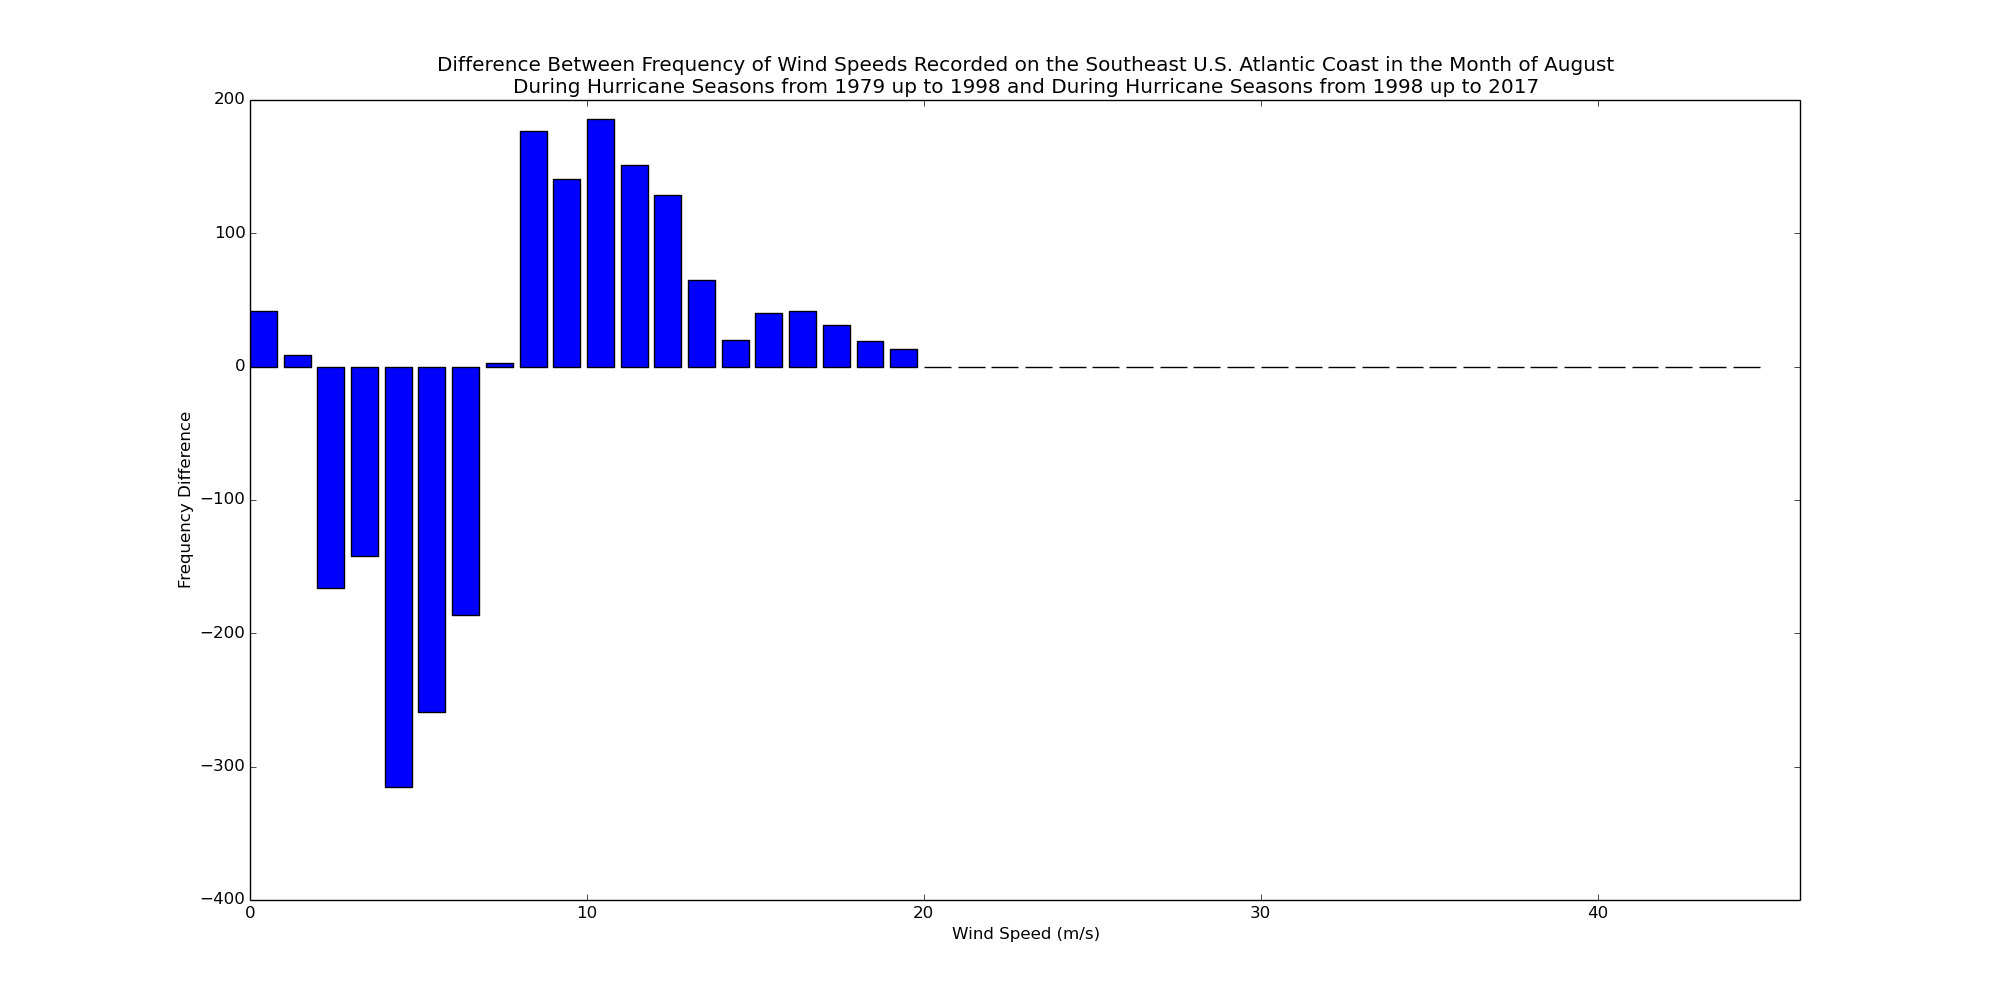 Difference Between Frequency of Wind Speeds Recorded on the Southeast U.S. Atlantic Coast in the Month of August
During Hurricane Seasons from 1979 up to 1998 and During Hurricane Seasons from 1998 up to 2017
200
100
0
−100
−200
−300
−400
Frequency Difference
0 10 20 30 40
Wind Speed (m/s)